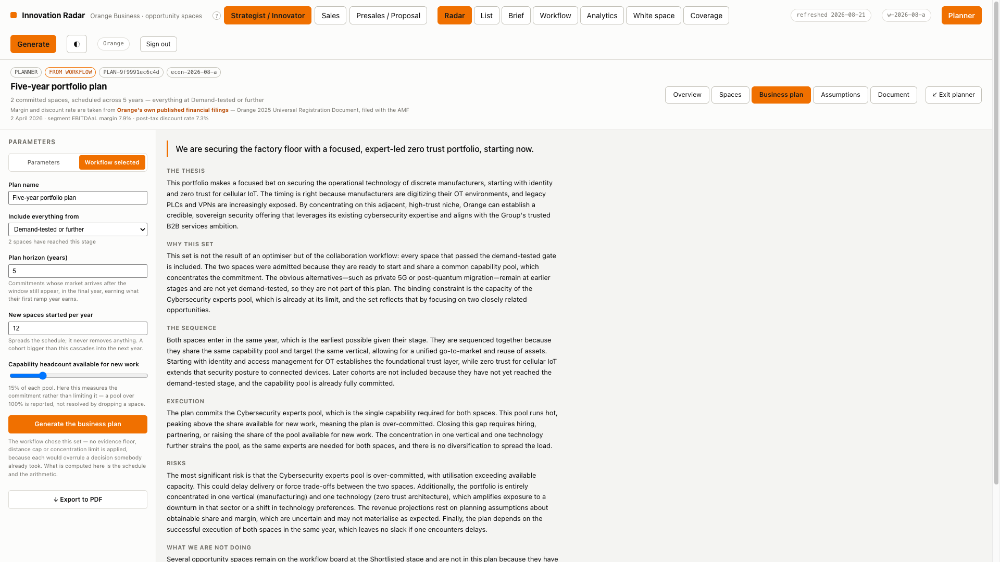 Innovation Radar Orange Business · opportunity spaces ? Strategist / Innovator Sales Presales / Proposal Radar List Brief Workflow Analytics White space Coverage refreshed 2026-08-21 w-2026-08-a Planner
Generate Orange Sign out
PLANNER FROM WORKFLOW PLAN-9f9991ec6c4d econ-2026-08-a
Five-year portfolio plan
2 committed spaces, scheduled across 5 years — everything at Demand-tested or further
Margin and discount rate are taken from Orange's own published financial filings — Orange 2025 Universal Registration Document, filed with the AMF
2 April 2026 · segment EBITDAaL margin 7.9% · post-tax discount rate 7.3%
Overview Spaces Business plan Assumptions Document ↙ Exit planner
PARAMETERS
Parameters Workflow selected
Plan name
Five-year portfolio plan
Include everything from
Demand-tested or further
2 spaces have reached this stage
Plan horizon (years)
5
Commitments whose market arrives after the
window still appear, in the final year, earning what
their first ramp year earns.
New spaces started per year
12
Spreads the schedule; it never removes anything. A
cohort bigger than this cascades into the next year.
Capability headcount available for new work
15% of each pool. Here this measures the
commitment rather than limiting it — a pool over
100% is reported, not resolved by dropping a space.
Generate the business plan
The workflow chose this set — no evidence floor,
distance cap or concentration limit is applied,
because each would overrule a decision somebody
already took. What is computed here is the schedule
and the arithmetic.
↓ Export to PDF
We are securing the factory floor with a focused, expert-led zero trust portfolio, starting now.
THE THESIS
This portfolio makes a focused bet on securing the operational technology of discrete manufacturers, starting with identity
and zero trust for cellular IoT. The timing is right because manufacturers are digitizing their OT environments, and legacy
PLCs and VPNs are increasingly exposed. By concentrating on this adjacent, high-trust niche, Orange can establish a
credible, sovereign security offering that leverages its existing cybersecurity expertise and aligns with the Group's trusted
B2B services ambition.
WHY THIS SET
This set is not the result of an optimiser but of the collaboration workflow: every space that passed the demand-tested gate
is included. The two spaces were admitted because they are ready to start and share a common capability pool, which
concentrates the commitment. The obvious alternatives—such as private 5G or post-quantum migration—remain at earlier
stages and are not yet demand-tested, so they are not part of this plan. The binding constraint is the capacity of the
Cybersecurity experts pool, which is already at its limit, and the set reflects that by focusing on two closely related
opportunities.
THE SEQUENCE
Both spaces enter in the same year, which is the earliest possible given their stage. They are sequenced together because
they share the same capability pool and target the same vertical, allowing for a unified go-to-market and reuse of assets.
Starting with identity and access management for OT establishes the foundational trust layer, while zero trust for cellular IoT
extends that security posture to connected devices. Later cohorts are not included because they have not yet reached the
demand-tested stage, and the capability pool is already fully committed.
EXECUTION
The plan commits the Cybersecurity experts pool, which is the single capability required for both spaces. This pool runs hot,
peaking above the share available for new work, meaning the plan is over-committed. Closing this gap requires hiring,
partnering, or raising the share of the pool available for new work. The concentration in one vertical and one technology
further strains the pool, as the same experts are needed for both spaces, and there is no diversification to spread the load.
RISKS
The most significant risk is that the Cybersecurity experts pool is over-committed, with utilisation exceeding available
capacity. This could delay delivery or force trade-offs between the two spaces. Additionally, the portfolio is entirely
concentrated in one vertical (manufacturing) and one technology (zero trust architecture), which amplifies exposure to a
downturn in that sector or a shift in technology preferences. The revenue projections rest on planning assumptions about
obtainable share and margin, which are uncertain and may not materialise as expected. Finally, the plan depends on the
successful execution of both spaces in the same year, which leaves no slack if one encounters delays.
WHAT WE ARE NOT DOING
Several opportunity spaces remain on the workflow board at the Shortlisted stage and are not in this plan because they have